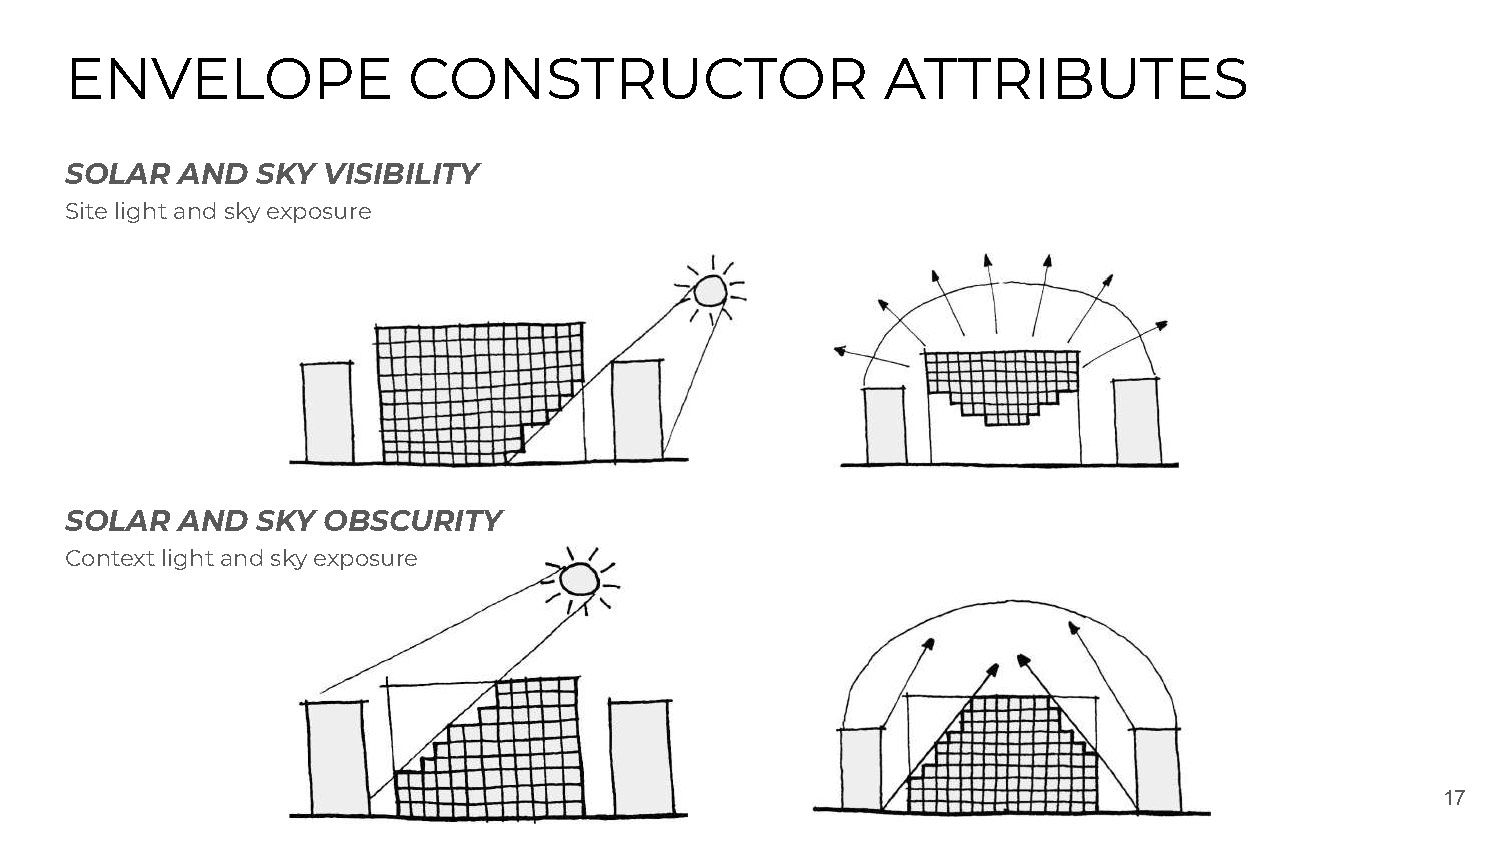 ENVELOPE CONSTRUCTOR ATTRIBUTES
SOLAR AND SKY VISIBILITY
Site light and sky exposure
SOLAR AND SKY OBSCURITY
Context light and sky exposure
17